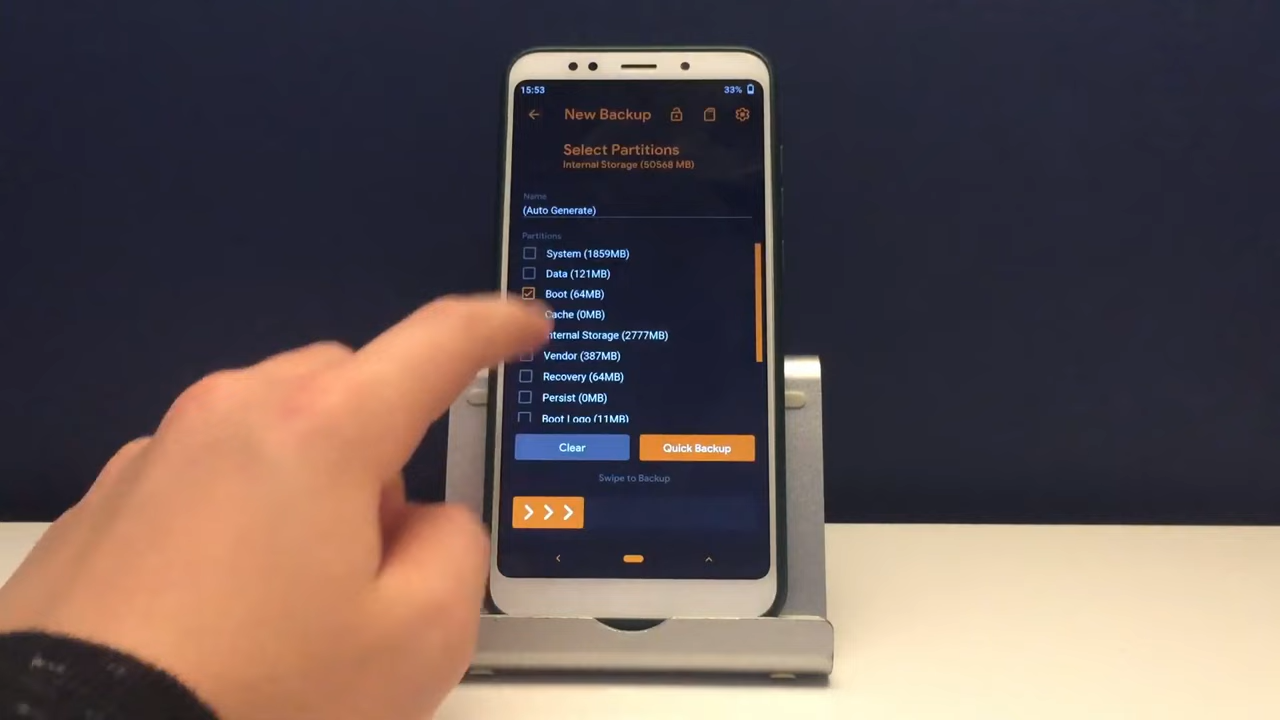 15:53 33%
New Backup
Select Partitions
Internal Storage (50568 MB)
Name
(Auto Generate)
Partitions
System (1859MB)
Data (121MB)
Boot (64MB)
Cache (0MB)
Internal Storage (2777MB)
Vendor (387MB)
Recovery (64MB)
Persist (0MB)
Boot Logo (11MB)
Clear Quick Backup
Swipe to Backup